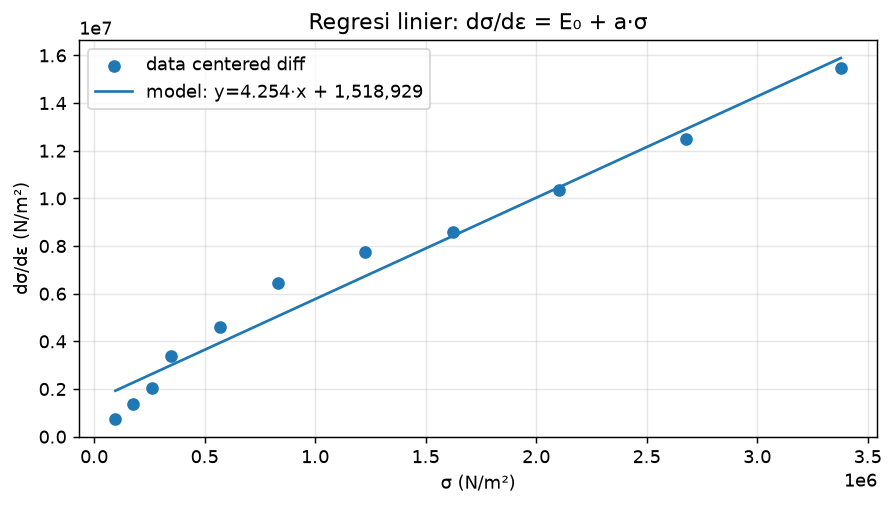 Regresi linier: dσ/dε = E₀ + a·σ
1e7
data centered diff
model: y=4.254·x + 1,518,929
dσ/dε (N/m²)
1.6
1.4
1.2
1.0
0.8
0.6
0.4
0.2
0.0
0.0 0.5 1.0 1.5 2.0 2.5 3.0 3.5
1e6
σ (N/m²)